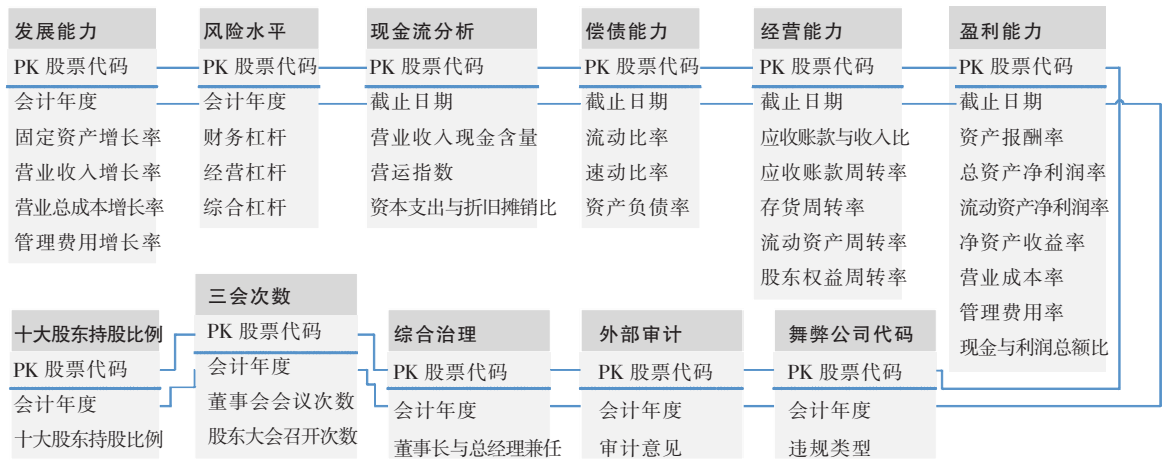 发展能力
PK 股票代码
会计年度
固定资产增长率
营业收入增长率
营业总成本增长率
管理费用增长率
风险水平
PK 股票代码
会计年度
财务杠杆
经营杠杆
综合杠杆
现金流分析
PK 股票代码
截止日期
营业收入现金含量
营运指数
资本支出与折旧摊销比
偿债能力
PK 股票代码
截止日期
流动比率
速动比率
资产负债率
经营能力
PK 股票代码
截止日期
应收账款与收入比
应收账款周转率
存货周转率
流动资产周转率
股东权益周转率
盈利能力
PK 股票代码
截止日期
资产报酬率
总资产净利润率
流动资产净利润率
净资产收益率
营业成本率
管理费用率
现金与利润总额比
十大股东持股比例
PK 股票代码
会计年度
十大股东持股比例
三会次数
PK 股票代码
会计年度
董事会会议次数
股东大会召开次数
综合治理
PK 股票代码
会计年度
董事长与总经理兼任
外部审计
PK 股票代码
会计年度
审计意见
舞弊公司代码
PK 股票代码
会计年度
违规类型